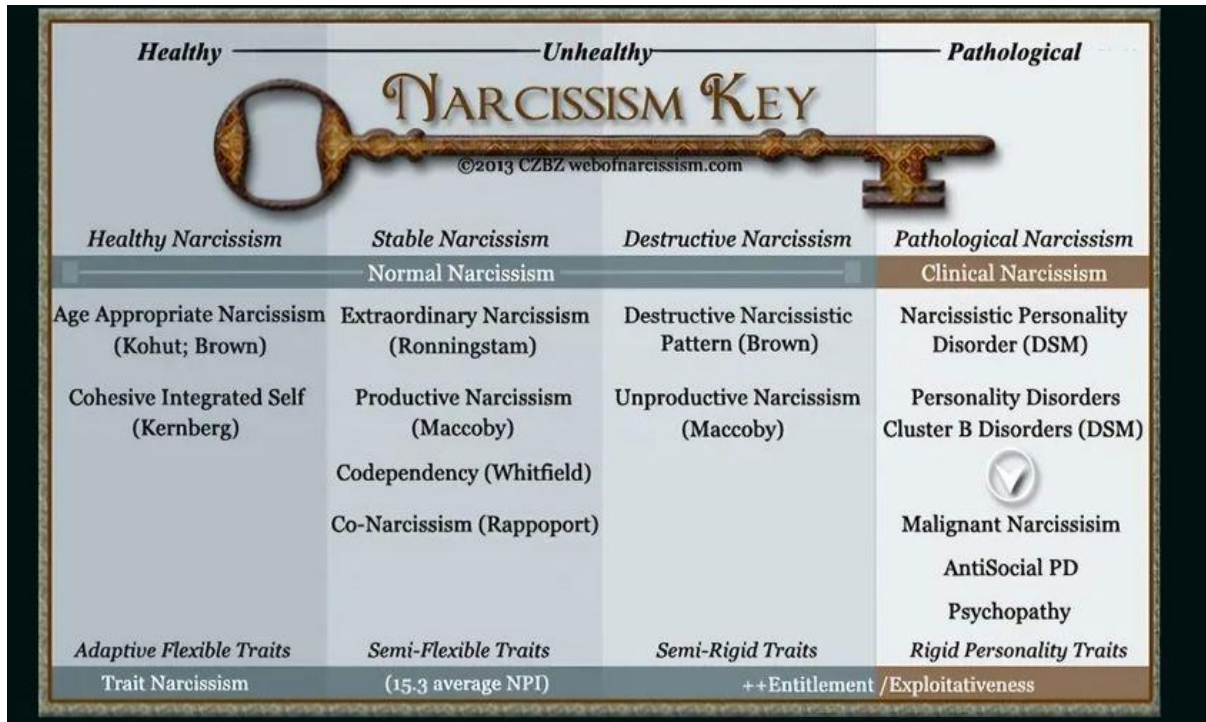 Healthy Unhealthy Pathological
NARCISSISM KEY
©2013 CZBZ webofnarcissism.com
Healthy Narcissism
Stable Narcissism
Destructive Narcissism
Pathological Narcissism
Normal Narcissism
Clinical Narcissism
Age Appropriate Narcissism
(Kohut; Brown)
Cohesive Integrated Self
(Kernberg)
Extraordinary Narcissism
(Ronningstam)
Productive Narcissism
(Maccoby)
Codependency (Whitfield)
Co-Narcissism (Rappoport)
Destructive Narcissistic
Pattern (Brown)
Unproductive Narcissism
(Maccoby)
Narcissistic Personality
Disorder (DSM)
Personality Disorders
Cluster B Disorders (DSM)
Malignant Narcissisim
AntiSocial PD
Psychopathy
Adaptive Flexible Traits
Semi-Flexible Traits
Semi-Rigid Traits
Rigid Personality Traits
Trait Narcissism
(15.3 average NPI)
++Entitlement /Exploitativeness